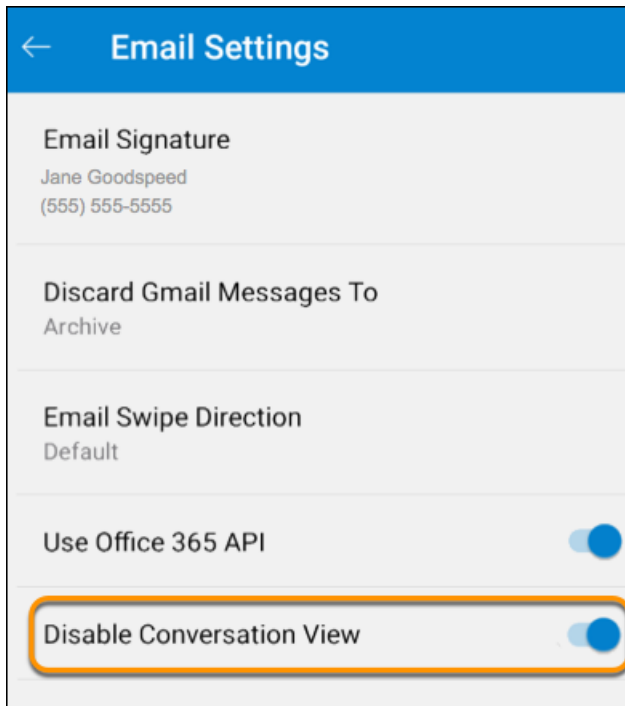 Email Settings
Email Signature
Jane Goodspeed
(555) 555-5555
Discard Gmail Messages To
Archive
Email Swipe Direction
Default
Use Office 365 API
Disable Conversation View